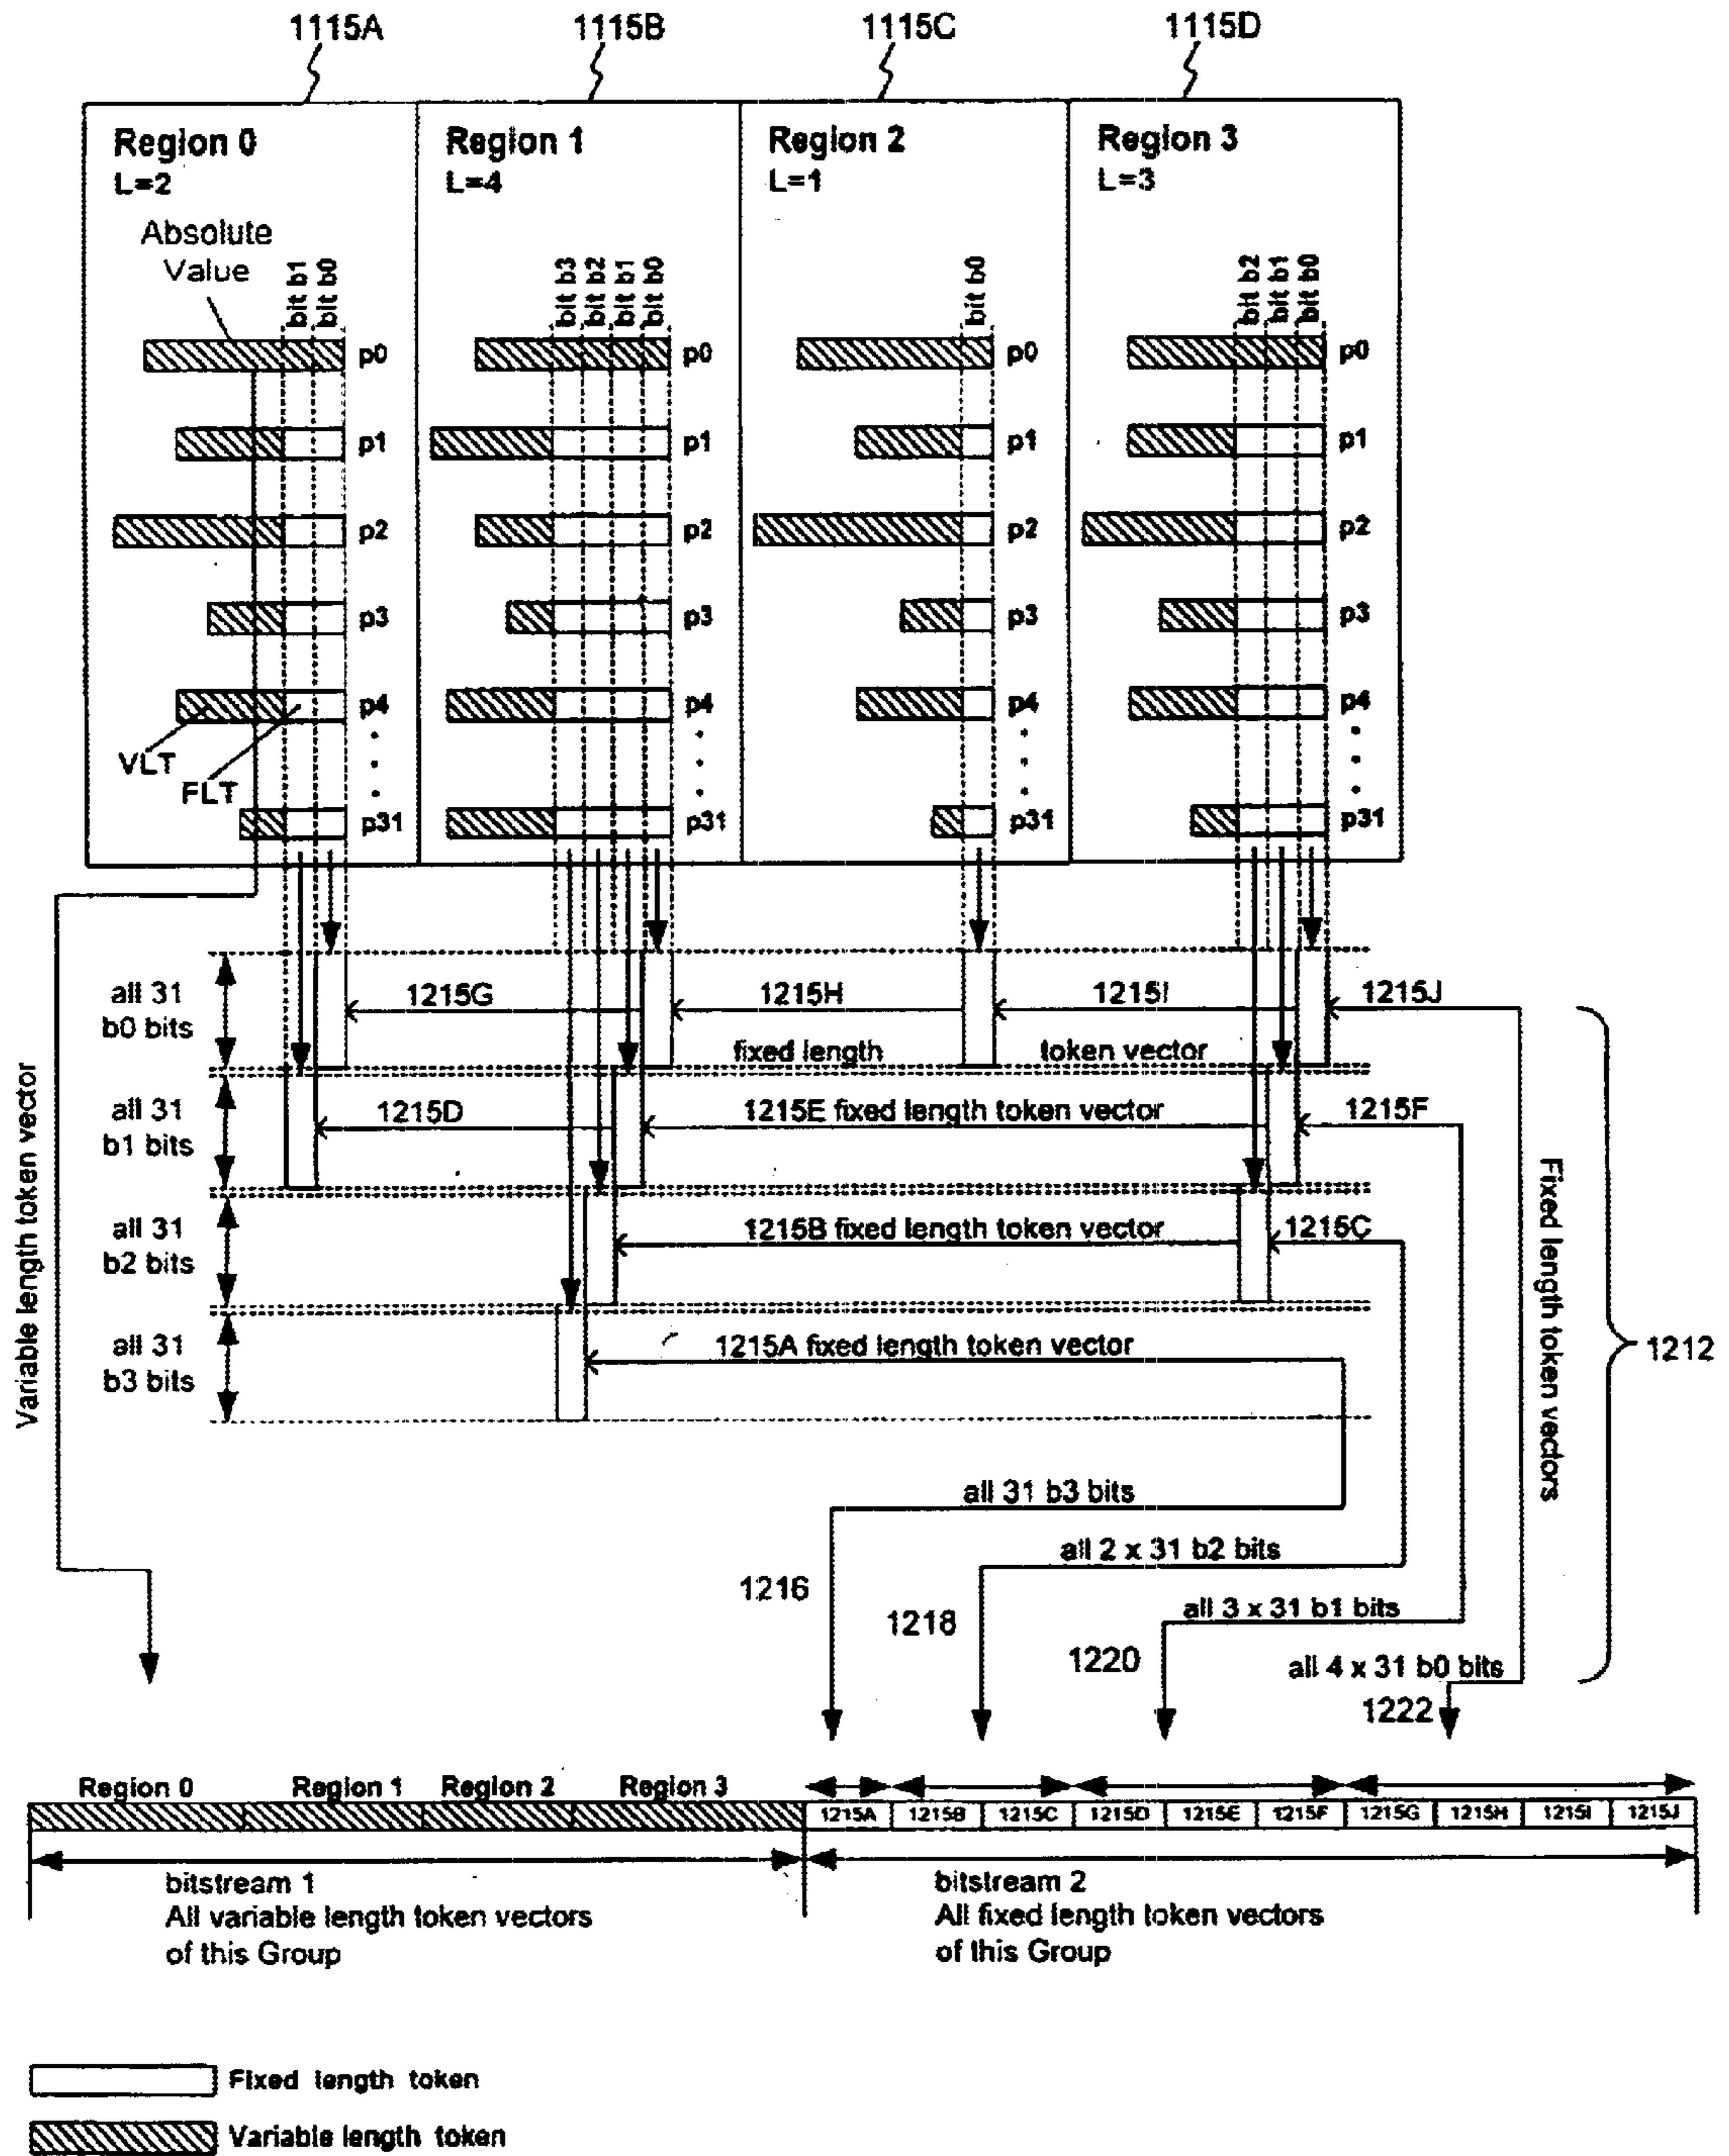 1115A 1115B 1115C 1115D
Region 0 Region 1 Region 2 Region 3
L=2 L=4 L=1 L=3
Absolute
Value
bit b1 bit b0 bit b3 bit b2 bit b1 bit b0 bit b0 bit b2 bit b1 bit b0
p0 p0 p0 p0
p1 p1 p1 p1
p2 p2 p2 p2
p3 p3 p3 p3
p4 p4 p4 p4
VLT
FLT
p31 p31 p31 p31
all 31
b0 bits
1215G 1215H 1215I 1215J
fixed length token vector
all 31
b1 bits
1215D 1215E fixed length token vector 1215F
all 31
b2 bits
1215B fixed length token vector 1215C
all 31
b3 bits
1215A fixed length token vector
Variable length token vector
Fixed length token vectors
1212
all 31 b3 bits
all 2 x 31 b2 bits
1216
1218
all 3 x 31 b1 bits
1220
all 4 x 31 b0 bits
1222
Region 0 Region 1 Region 2 Region 3
1215A 1215B 1215C 1215D 1215E 1215F 1215G 1215H 1215I 1215J
bitstream 1
All variable length token vectors
of this Group
bitstream 2
All fixed length token vectors
of this Group
Fixed length token
Variable length token